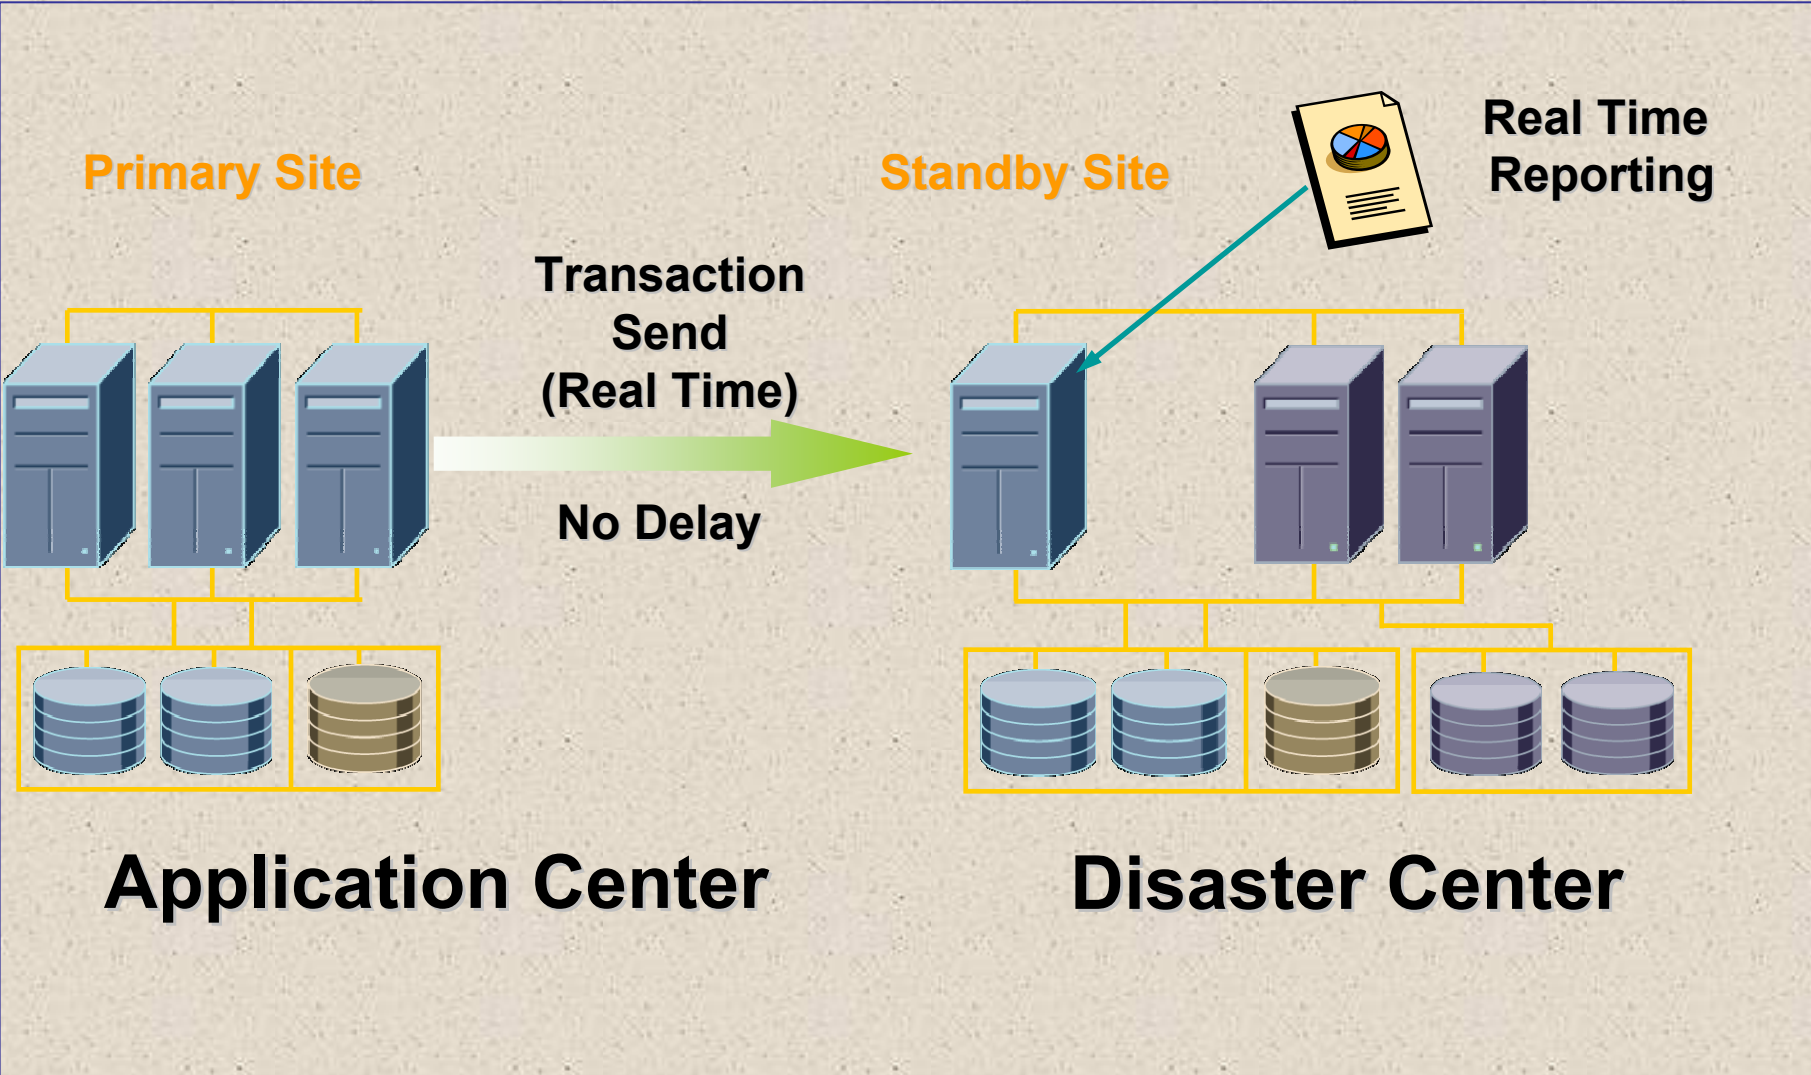 Primary Site
Standby Site
Real Time
Reporting
Transaction
Send
(Real Time)
No Delay
Application Center
Disaster Center